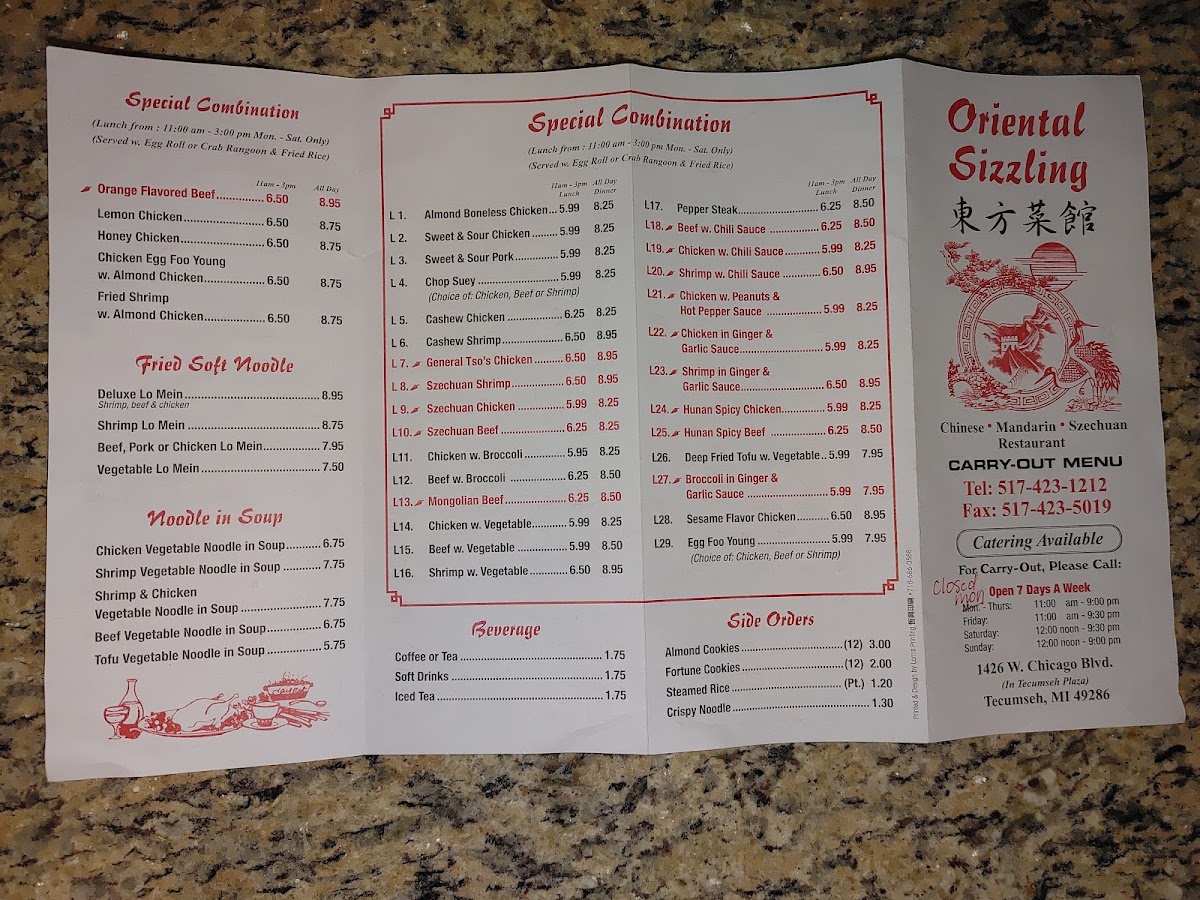 Special Combination
(Lunch from : 11:00 am - 3:00 pm Mon. - Sat. Only)
(Served w. Egg Roll or Crab Rangoon & Fried Rice)
11am - 3pm All Day
Orange Flavored Beef 6.50 8.95
Lemon Chicken 6.50 8.75
Honey Chicken 6.50 8.75
Chicken Egg Foo Young
w. Almond Chicken 6.50 8.75
Fried Shrimp
w. Almond Chicken 6.50 8.75
Fried Soft Noodle
Deluxe Lo Mein 8.95
Shrimp, beef & chicken
Shrimp Lo Mein 8.75
Beef, Pork or Chicken Lo Mein 7.95
Vegetable Lo Mein 7.50
Noodle in Soup
Chicken Vegetable Noodle in Soup 6.75
Shrimp Vegetable Noodle in Soup 7.75
Shrimp & Chicken
Vegetable Noodle in Soup 7.75
Beef Vegetable Noodle in Soup 6.75
Tofu Vegetable Noodle in Soup 5.75
Special Combination
(Lunch from : 11:00 am - 3:00 pm Mon. - Sat. Only)
(Served w. Egg Roll or Crab Rangoon & Fried Rice)
11am - 3pm All Day
Lunch Dinner
L 1. Almond Boneless Chicken 5.99 8.25
L 2. Sweet & Sour Chicken 5.99 8.25
L 3. Sweet & Sour Pork 5.99 8.25
L 4. Chop Suey 5.99 8.25
(Choice of: Chicken, Beef or Shrimp)
L 5. Cashew Chicken 6.25 8.25
L 6. Cashew Shrimp 6.50 8.95
L 7. General Tso's Chicken 6.50 8.95
L 8. Szechuan Shrimp 6.50 8.95
L 9. Szechuan Chicken 5.99 8.25
L10. Szechuan Beef 6.25 8.25
L11. Chicken w. Broccoli 5.95 8.25
L12. Beef w. Broccoli 6.25 8.50
L13. Mongolian Beef 6.25 8.50
L14. Chicken w. Vegetable 5.99 8.25
L15. Beef w. Vegetable 5.99 8.50
L16. Shrimp w. Vegetable 6.50 8.95
11am - 3pm All Day
Lunch Dinner
L17. Pepper Steak 6.25 8.50
L18. Beef w. Chili Sauce 6.25 8.50
L19. Chicken w. Chili Sauce 5.99 8.25
L20. Shrimp w. Chili Sauce 6.50 8.95
L21. Chicken w. Peanuts &
Hot Pepper Sauce 5.99 8.25
L22. Chicken in Ginger &
Garlic Sauce 5.99 8.25
L23. Shrimp in Ginger &
Garlic Sauce 6.50 8.95
L24. Hunan Spicy Chicken 5.99 8.25
L25. Hunan Spicy Beef 6.25 8.50
L26. Deep Fried Tofu w. Vegetable 5.99 7.95
L27. Broccoli in Ginger &
Garlic Sauce 5.99 7.95
L28. Sesame Flavor Chicken 6.50 8.95
L29. Egg Foo Young 5.99 7.95
(Choice of: Chicken, Beef or Shrimp)
Beverage
Coffee or Tea 1.75
Soft Drinks 1.75
Iced Tea 1.75
Side Orders
Almond Cookies (12) 3.00
Fortune Cookies (12) 2.00
Steamed Rice (Pt.) 1.20
Crispy Noodle 1.30
Printed & Design by Printing
Oriental
Sizzling
東方菜館
Chinese • Mandarin • Szechuan
Restaurant
CARRY-OUT MENU
Tel: 517-423-1212
Fax: 517-423-5019
Catering Available
For Carry-Out, Please Call:
closed
mon
Open 7 Days A Week
Mon. - Thurs: 11:00 am - 9:00 pm
Friday: 11:00 am - 9:30 pm
Saturday: 12:00 noon - 9:30 pm
Sunday: 12:00 noon - 9:00 pm
1426 W. Chicago Blvd.
(In Tecumseh Plaza)
Tecumseh, MI 49286